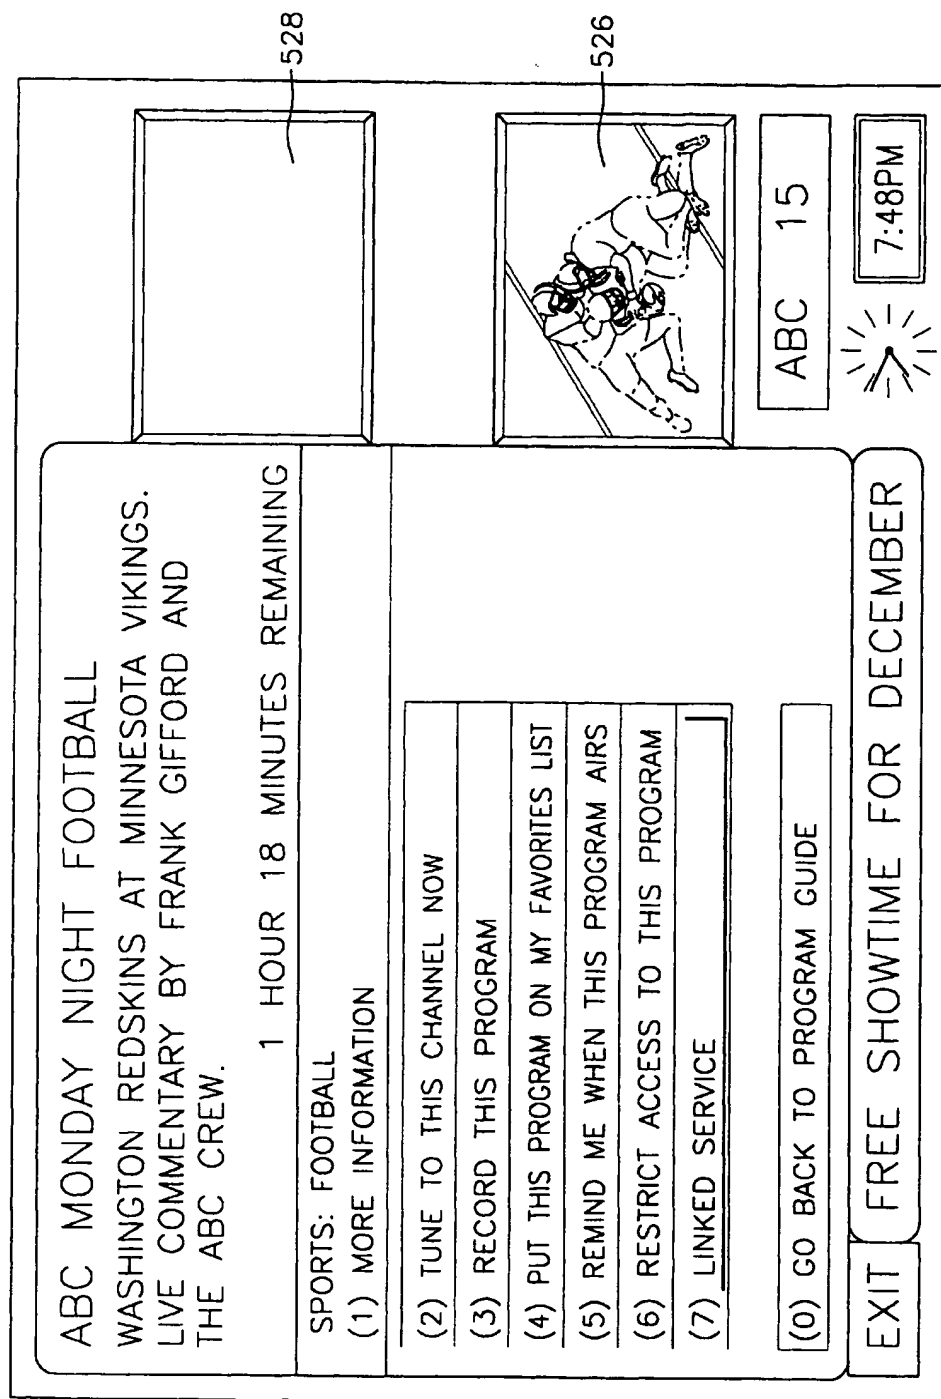 ABC MONDAY NIGHT FOOTBALL
WASHINGTON REDSKINS AT MINNESOTA VIKINGS.
LIVE COMMENTARY BY FRANK GIFFORD AND
THE ABC CREW.
1 HOUR 18 MINUTES REMAINING
SPORTS: FOOTBALL
(1) MORE INFORMATION
(2) TUNE TO THIS CHANNEL NOW
(3) RECORD THIS PROGRAM
(4) PUT THIS PROGRAM ON MY FAVORITES LIST
(5) REMIND ME WHEN THIS PROGRAM AIRS
(6) RESTRICT ACCESS TO THIS PROGRAM
(7) LINKED SERVICE
(0) GO BACK TO PROGRAM GUIDE
EXIT
FREE SHOWTIME FOR DECEMBER
528
526
ABC 15
7:48PM